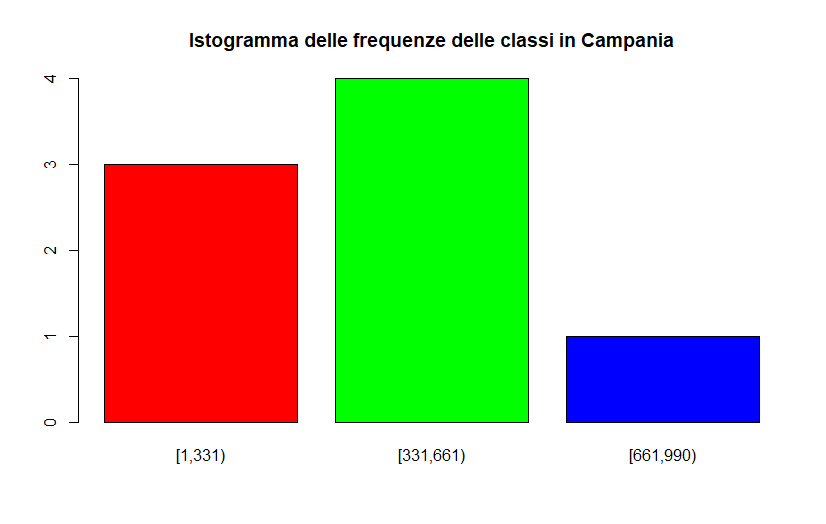 Istogramma delle frequenze delle classi in Campania
4
3
2
1
0
[1,331) [331,661) [661,990)